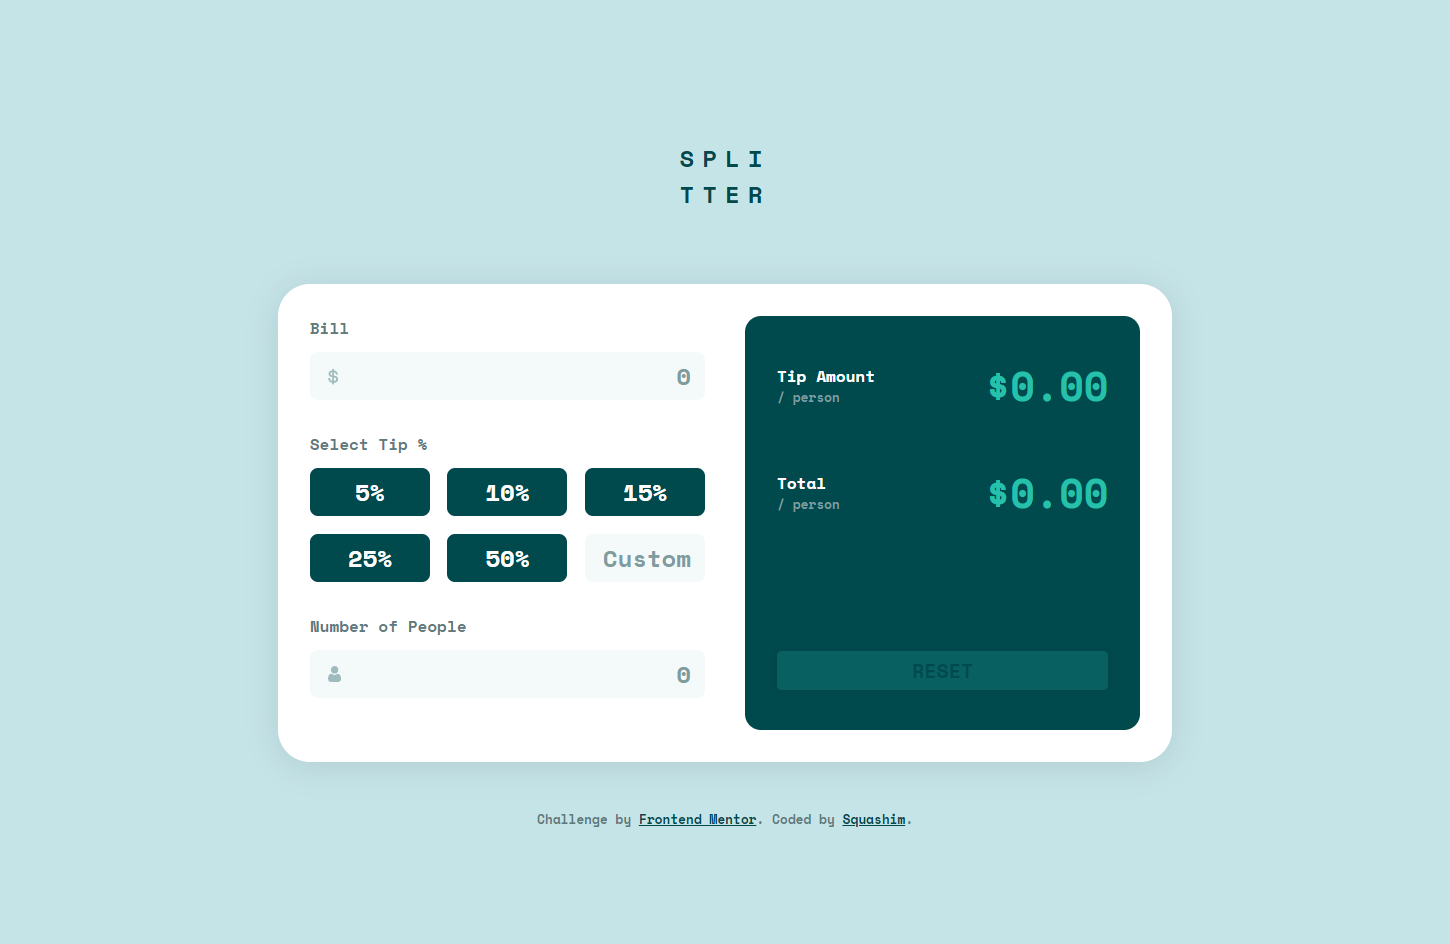 SPLI
TTER
Bill
$
0
Select Tip %
5%
10%
15%
25%
50%
Custom
Number of People
0
Tip Amount
/ person
$0.00
Total
/ person
$0.00
RESET
Challenge by Frontend Mentor. Coded by Squashim.